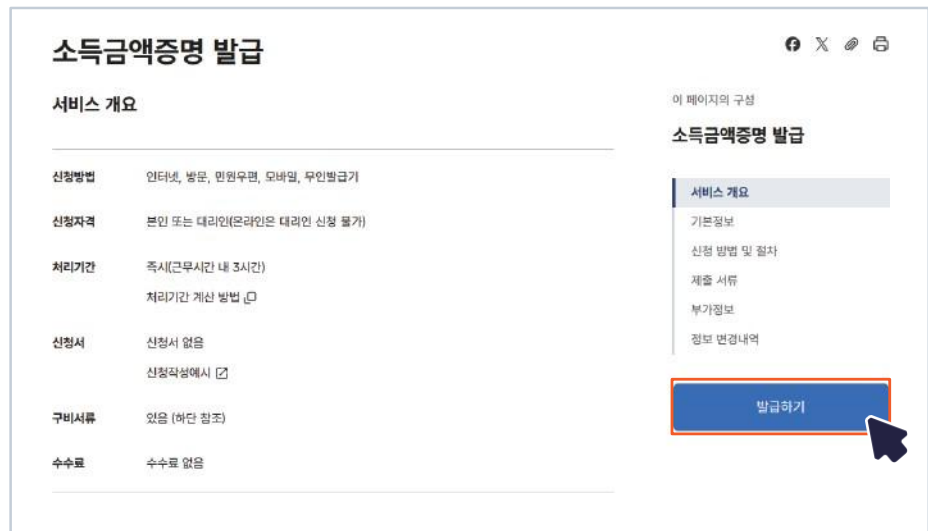 소득금액증명 발급
서비스 개요
신청방법 인터넷, 방문, 민원우편, 모바일, 무인발급기
신청자격 본인 또는 대리인(온라인은 대리인 신청 불가)
처리기간 즉시(근무시간 내 3시간)
처리기간 계산 방법
신청서 신청서 없음
신청작성예시
구비서류 있음 (하단 참조)
수수료 수수료 없음
이 페이지의 구성
소득금액증명 발급
서비스 개요
기본정보
신청 방법 및 절차
제출 서류
부가정보
정보 변경내역
발급하기